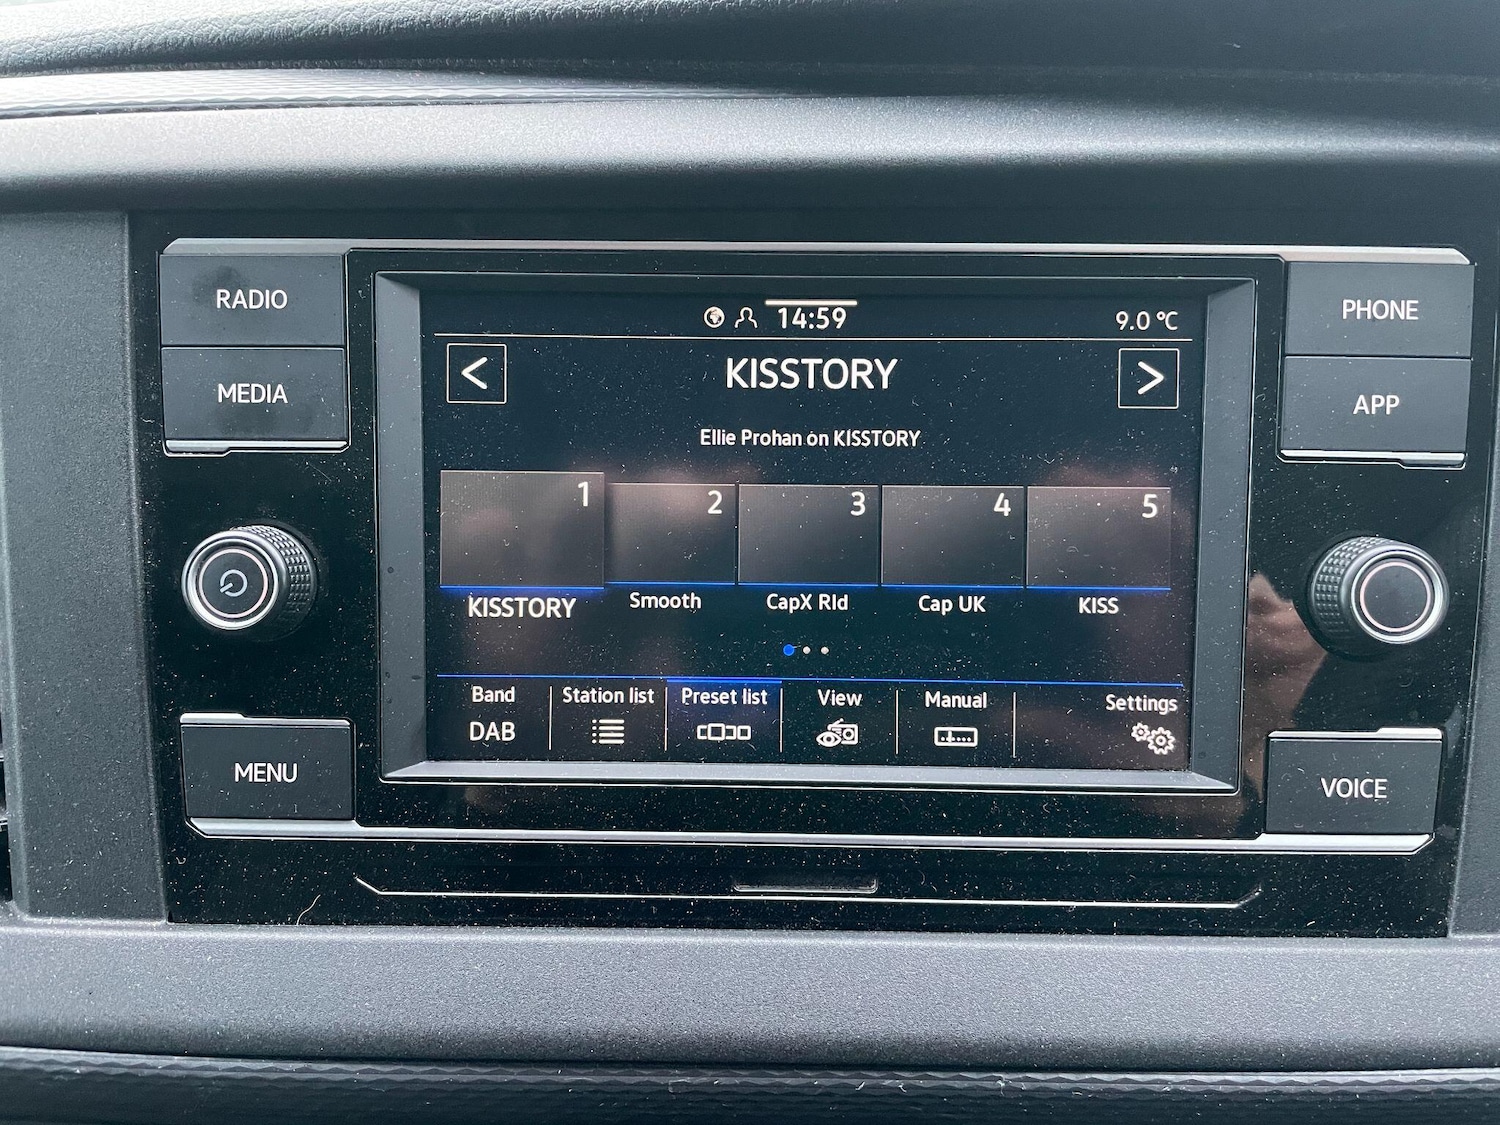 RADIO
MEDIA
MENU
14:59
9.0 °C
<
KISSTORY
>
Ellie Prohan on KISSTORY
1
2
3
4
5
KISSTORY
Smooth
CapX Rld
Cap UK
KISS
Band
Station list
Preset list
View
Manual
Settings
DAB
PHONE
APP
VOICE